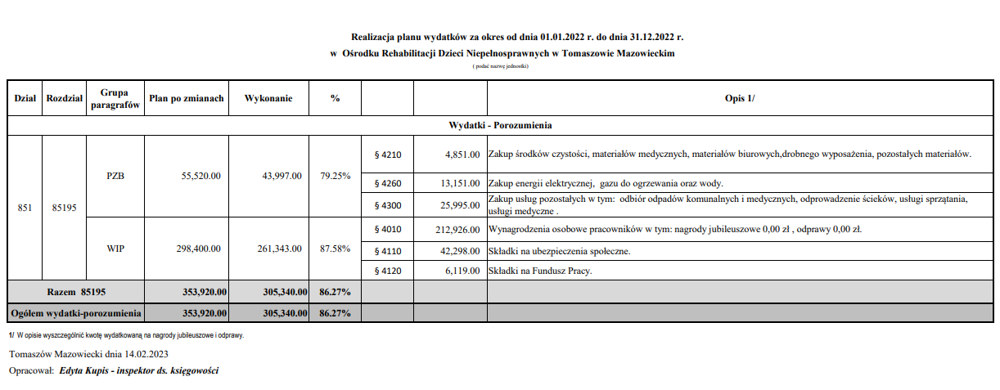 Realizacja planu wydatków za okres od dnia 01.01.2022 r. do dnia 31.12.2022 r.
w Ośrodku Rehabilitacji Dzieci Niepełnosprawnych w Tomaszowie Mazowieckim
( podać nazwę jednostki)
Dział Rozdział Grupa paragrafów Plan po zmianach Wykonanie % Opis 1/
Wydatki - Porozumienia
851 85195 PZB 55,520.00 43,997.00 79.25%
§ 4210 4,851.00 Zakup środków czystości, materiałów medycznych, materiałów biurowych,drobnego wyposażenia, pozostałych materiałów.
§ 4260 13,151.00 Zakup energii elektrycznej, gazu do ogrzewania oraz wody.
§ 4300 25,995.00 Zakup usług pozostałych w tym: odbiór odpadów komunalnych i medycznych, odprowadzenie ścieków, usługi sprzątania,
usługi medyczne .
WIP 298,400.00 261,343.00 87.58%
§ 4010 212,926.00 Wynagrodzenia osobowe pracowników w tym: nagrody jubileuszowe 0,00 zł , odprawy 0,00 zł.
§ 4110 42,298.00 Składki na ubezpieczenia społeczne.
§ 4120 6,119.00 Składki na Fundusz Pracy.
Razem 85195 353,920.00 305,340.00 86.27%
Ogółem wydatki-porozumienia 353,920.00 305,340.00 86.27%
1/ W opisie wyszczególnić kwotę wydatkowaną na nagrody jubileuszowe i odprawy.
Tomaszów Mazowiecki dnia 14.02.2023
Opracował: Edyta Kupis - inspektor ds. księgowości